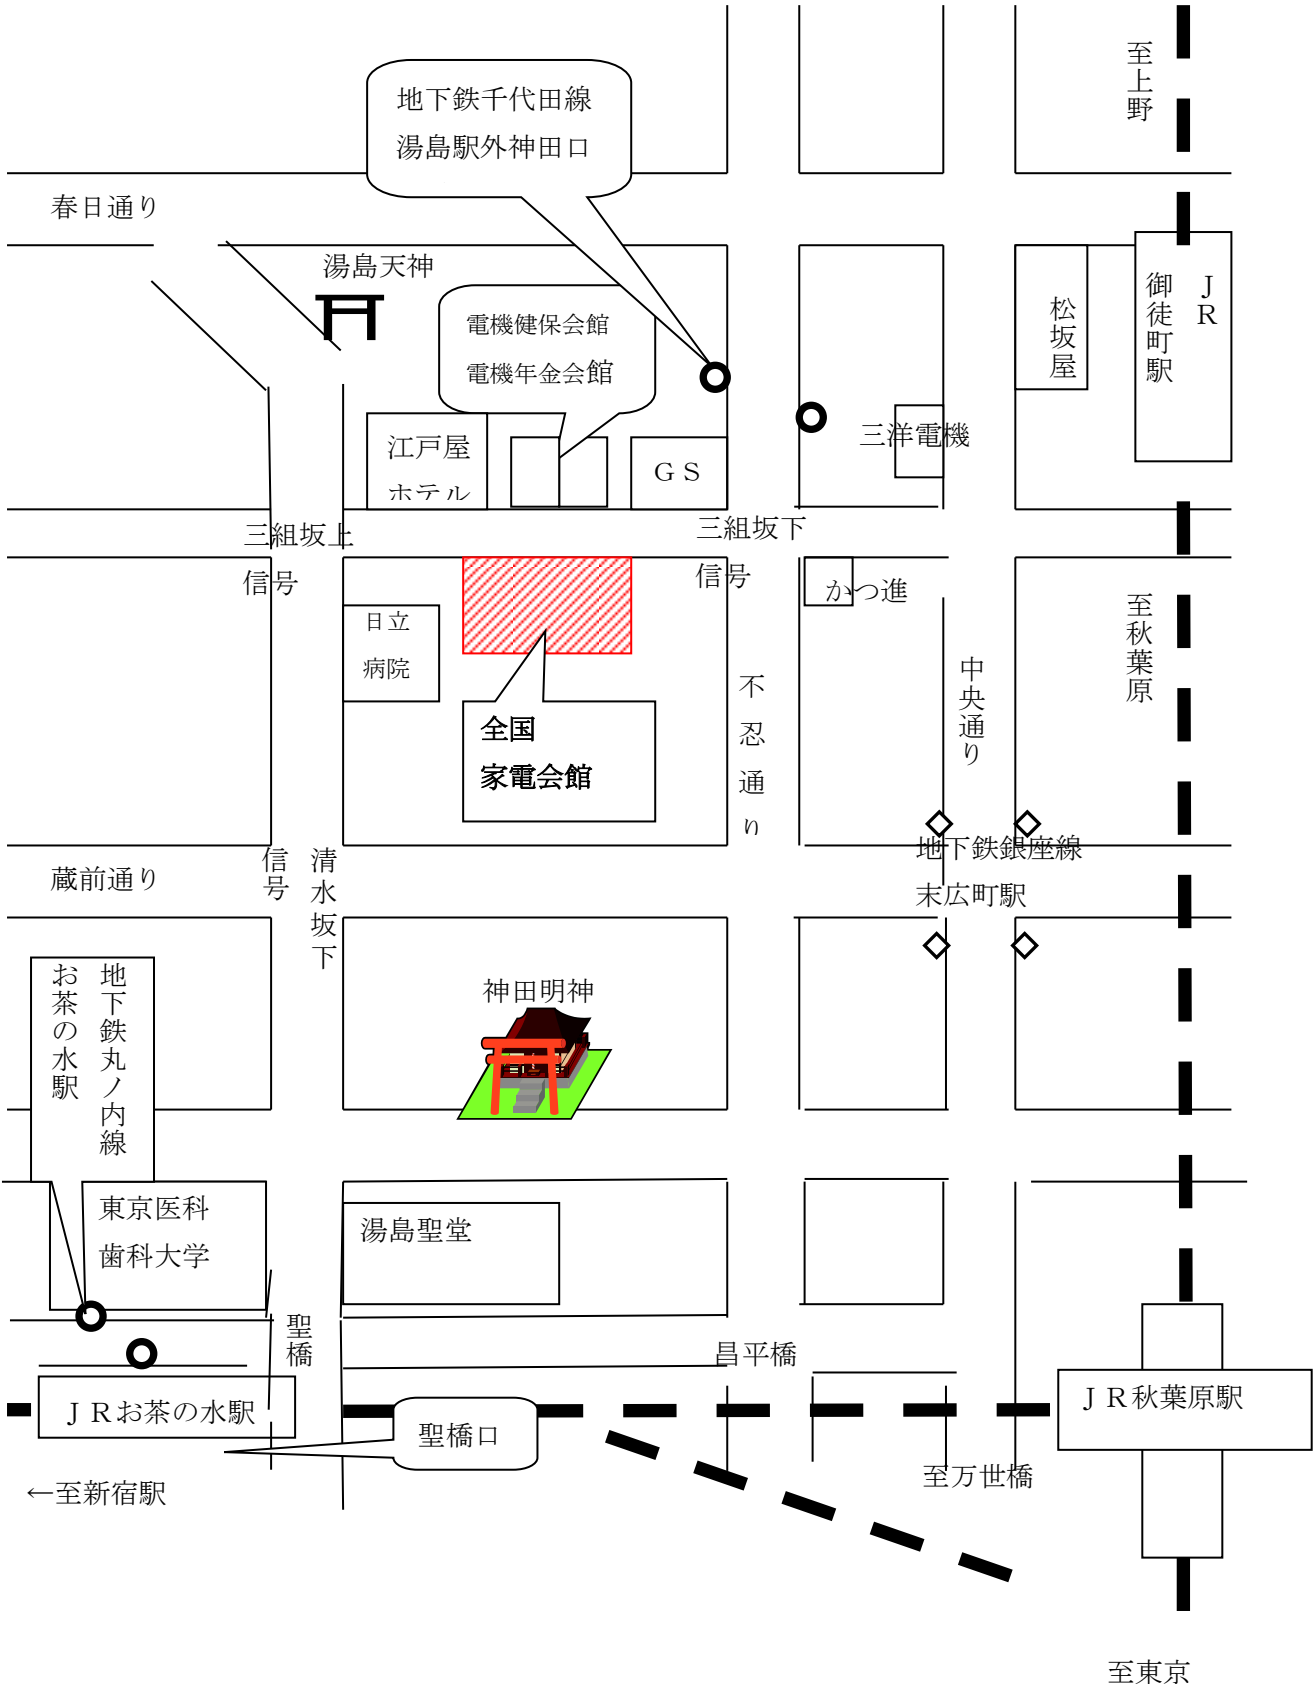 至上野
地下鉄千代田線
湯島駅外神田口
春日通り
湯島天神
電機健保会館
電機年金会館
松坂屋
ＪＲ
御徒町駅
江戸屋
ホテル
ＧＳ
三洋電機
三組坂上
信号
三組坂下
信号
かつ進
日立
病院
至秋葉原
全国
家電会館
不忍通り
中央通り
蔵前通り
清水坂下
信号
地下鉄銀座線
末広町駅
神田明神
地下鉄丸ノ内線
お茶の水駅
東京医科
歯科大学
湯島聖堂
聖橋
昌平橋
ＪＲお茶の水駅
聖橋口
ＪＲ秋葉原駅
至万世橋
←至新宿駅
至東京